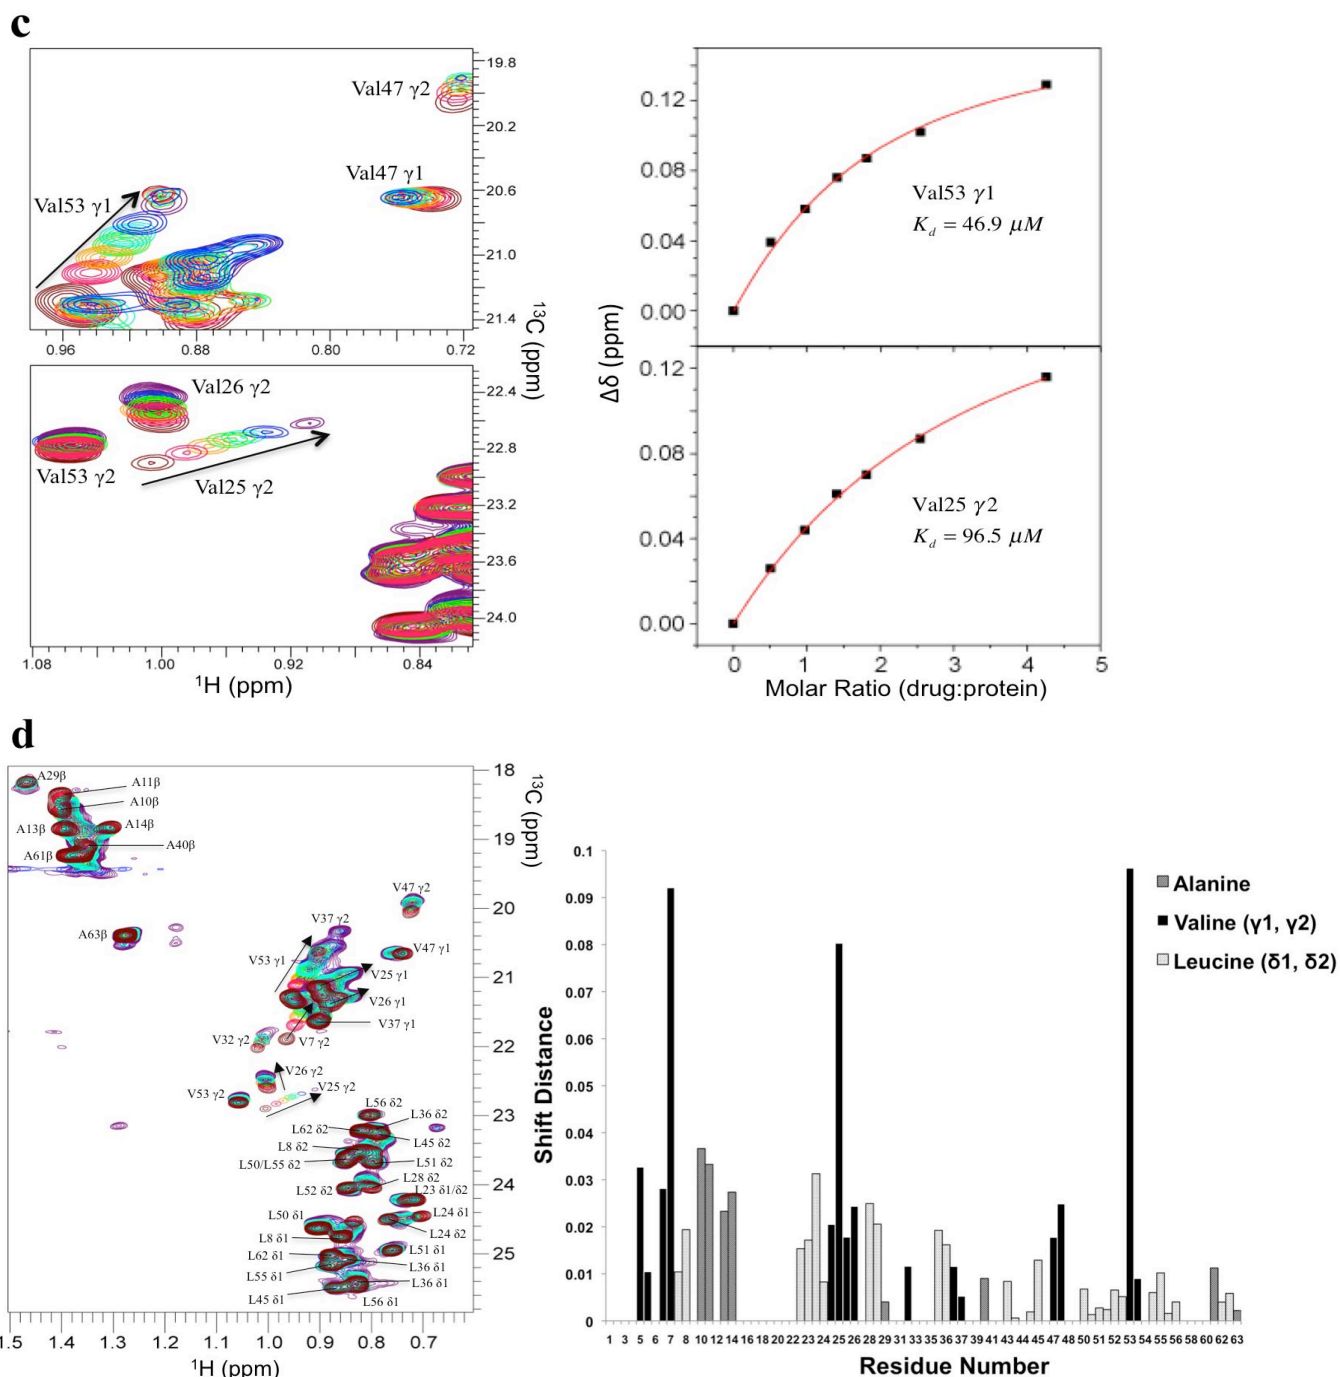 c
Val47 γ2
Val47 γ1
Val53 γ1
19.8
20.2
20.6
21.0
21.4
0.96
0.88
0.80
0.72
¹³C (ppm)
Val26 γ2
Val53 γ2
Val25 γ2
22.4
22.8
23.2
23.6
24.0
1.08
1.00
0.92
0.84
¹H (ppm)
0.12
0.08
0.04
0.00
Val53 γ1
K_d = 46.9 μM
Δδ (ppm)
0.12
0.08
0.04
0.00
Val25 γ2
K_d = 96.5 μM
0 1 2 3 4 5
Molar Ratio (drug:protein)
d
A29β
A11β
A10β
A13β
A14β
A40β
A61β
A63β
V47 γ2
V37 γ2
V53 γ1
V47 γ1
V25 γ1
V26 γ1
V37 γ1
V32 γ2
V7 γ2
V26 γ2
V25 γ2
V53 γ2
L56 δ2
L36 δ2
L62 δ2
L45 δ2
L8 δ2
L50/L55 δ2
L51 δ2
L28 δ2
L52 δ2
L23 δ1/δ2
L24 δ1
L50 δ1
L24 δ2
L8 δ1
L51 δ1
L62 δ1
L36 δ1
L55 δ1
L36 δ1
L45 δ1
L56 δ1
18
19
20
21
22
23
24
25
¹³C (ppm)
1.5 1.4 1.3 1.2 1.1 1.0 0.9 0.8 0.7
¹H (ppm)
0.1
0.09
0.08
0.07
0.06
0.05
0.04
0.03
0.02
0.01
0
Shift Distance
Alanine
Valine (γ1, γ2)
Leucine (δ1, δ2)
1 3 5 6 7 8 10 12 14 16 18 20 22 23 24 25 26 28 29 31 32 33 35 36 37 38 40 41 43 44 45 46 47 48 50 51 52 53 54 55 56 58 60 62 63
Residue Number